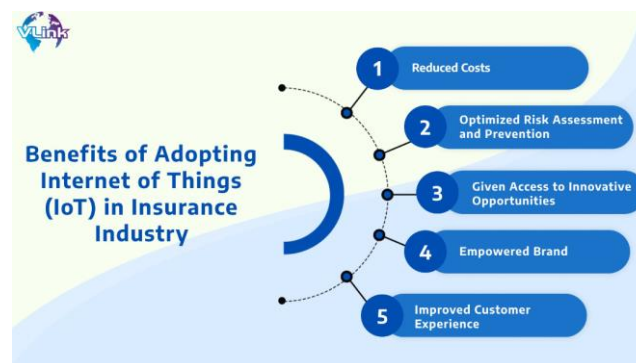 VLink
Benefits of Adopting
Internet of Things
(IoT) in Insurance
Industry
1
Reduced Costs
2
Optimized Risk Assessment
and Prevention
3
Given Access to Innovative
Opportunities
4
Empowered Brand
5
Improved Customer
Experience